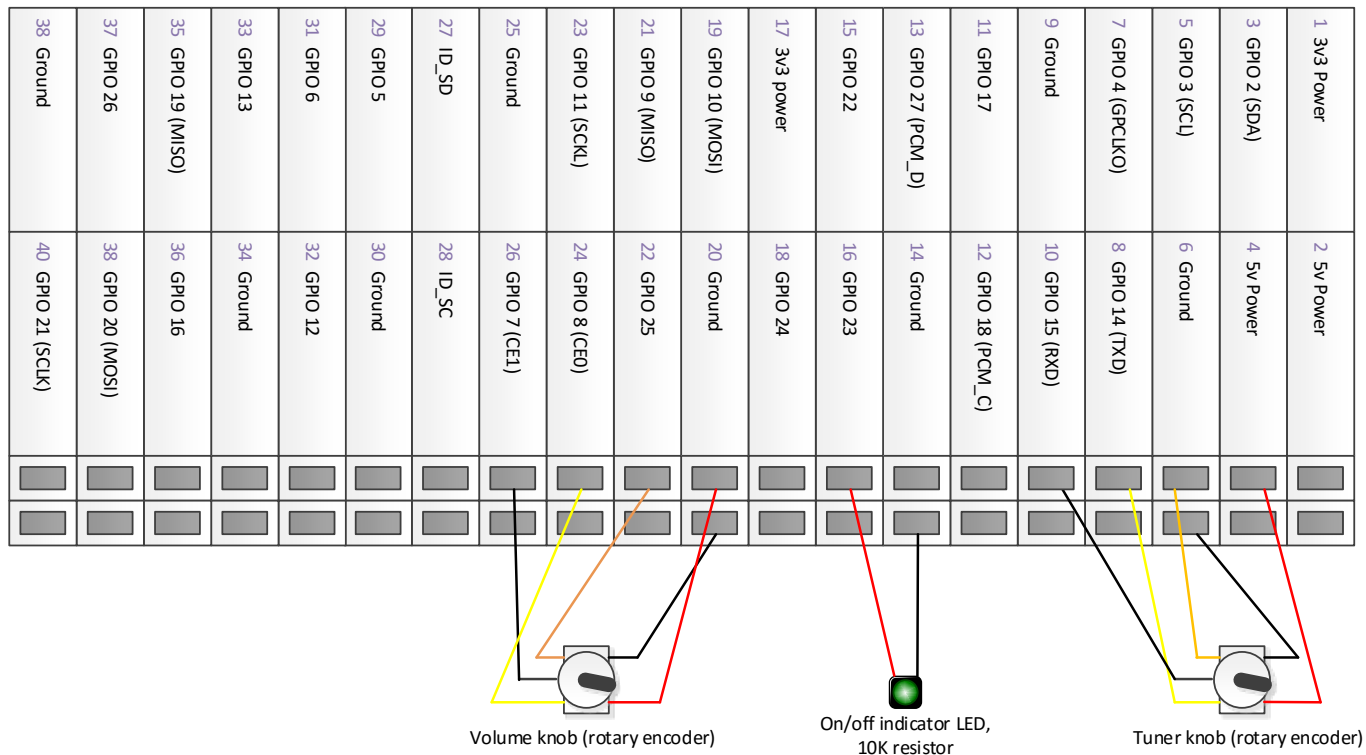 38 Ground
37 GPIO 26
35 GPIO 19 (MISO)
33 GPIO 13
31 GPIO 6
29 GPIO 5
27 ID_SD
25 Ground
23 GPIO 11 (SCKL)
21 GPIO 9 (MISO)
19 GPIO 10 (MOSI)
17 3v3 power
15 GPIO 22
13 GPIO 27 (PCM_D)
11 GPIO 17
9 Ground
7 GPIO 4 (GPCLKO)
5 GPIO 3 (SCL)
3 GPIO 2 (SDA)
1 3v3 Power
40 GPIO 21 (SCLK)
38 GPIO 20 (MOSI)
36 GPIO 16
34 Ground
32 GPIO 12
30 Ground
28 ID_SC
26 GPIO 7 (CE1)
24 GPIO 8 (CE0)
22 GPIO 25
20 Ground
18 GPIO 24
16 GPIO 23
14 Ground
12 GPIO 18 (PCM_C)
10 GPIO 15 (RXD)
8 GPIO 14 (TXD)
6 Ground
4 5v Power
2 5v Power
Volume knob (rotary encoder)
On/off indicator LED,
10K resistor
Tuner knob (rotary encoder)